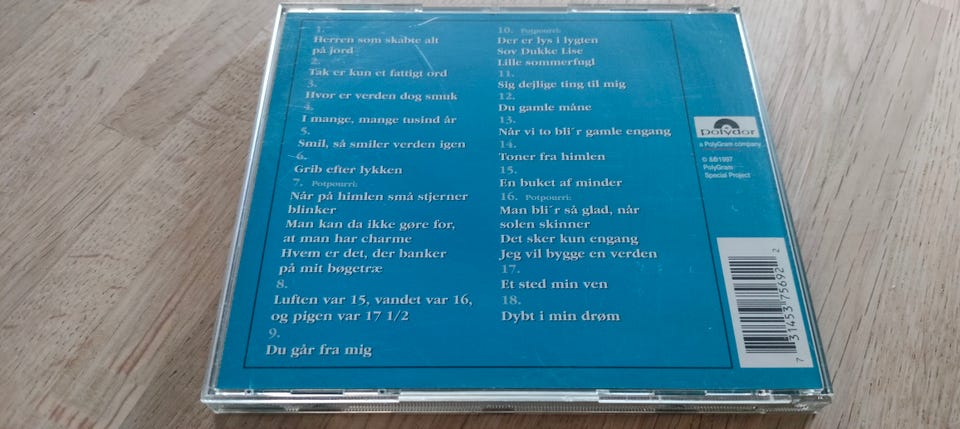 1.
Herren som skabte alt
på jord
2.
Tak er kun et fattigt ord
3.
Hvor er verden dog smuk
4.
I mange, mange tusind år
5.
Smil, så smiler verden igen
6.
Grib efter lykken
7. Potpourri:
Når på himlen små stjerner
blinker
Man kan da ikke gøre for,
at man har charme
Hvem er det, der banker
på mit bøgetræ
8.
Luften var 15, vandet var 16,
og pigen var 17 1/2
9.
Du går fra mig
10. Potpourri:
Der er lys i lygten
Sov Dukke Lise
Lille sommerfugl
11.
Sig dejlige ting til mig
12.
Du gamle måne
13.
Når vi to bli´r gamle engang
14.
Toner fra himlen
15.
En buket af minder
16. Potpourri:
Man bli´r så glad, når
solen skinner
Det sker kun engang
Jeg vil bygge en verden
17.
Et sted min ven
18.
Dybt i min drøm
polydor
a PolyGram company
© &℗1997
PolyGram
Special Project
7 31453 75692 2